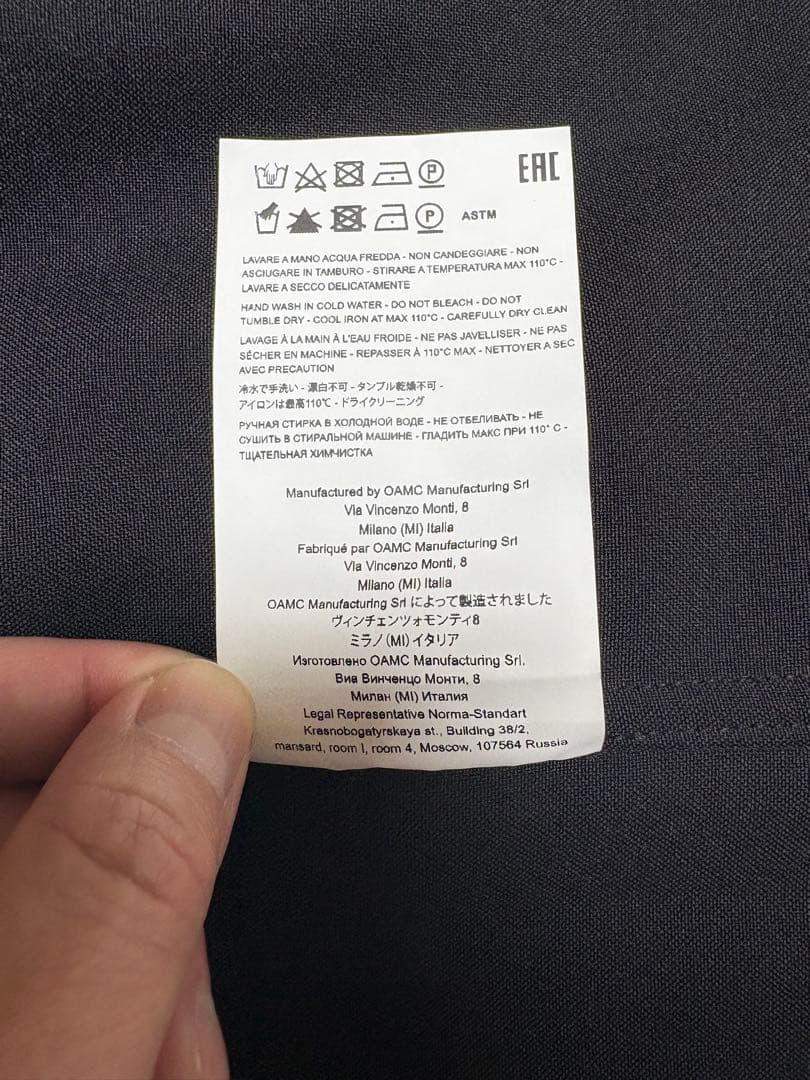 EAC
P
P ASTM
LAVARE A MANO ACQUA FREDDA - NON CANDEGGIARE - NON
ASCIUGARE IN TAMBURO - STIRARE A TEMPERATURA MAX 110°C -
LAVARE A SECCO DELICATAMENTE
HAND WASH IN COLD WATER - DO NOT BLEACH - DO NOT
TUMBLE DRY - COOL IRON AT MAX 110°C - CAREFULLY DRY CLEAN
LAVAGE À LA MAIN À L'EAU FROIDE - NE PAS JAVELLISER - NE PAS
SÉCHER EN MACHINE - REPASSER À 110°C MAX - NETTOYER A SEC
AVEC PRECAUTION
冷水で手洗い - 漂白不可 - タンブル乾燥不可 -
アイロンは最高110℃ - ドライクリーニング
РУЧНАЯ СТИРКА В ХОЛОДНОЙ ВОДЕ - НЕ ОТБЕЛИВАТЬ - НЕ
СУШИТЬ В СТИРАЛЬНОЙ МАШИНЕ - ГЛАДИТЬ МАКС ПРИ 110° C -
ТЩАТЕЛЬНАЯ ХИМЧИСТКА
Manufactured by OAMC Manufacturing Srl
Via Vincenzo Monti, 8
Milano (MI) Italia
Fabriqué par OAMC Manufacturing Srl
Via Vincenzo Monti, 8
Milano (MI) Italia
OAMC Manufacturing Srl によって製造されました
ヴィンチェンツォモンティ8
ミラノ(MI)イタリア
Изготовлено OAMC Manufacturing Srl.
Виа Винченцо Монти, 8
Милан (MI) Италия
Legal Representative Norma-Standart
Krasnobogatyrskaya st., Building 38/2,
mansard, room I, room 4, Moscow, 107564 Russia